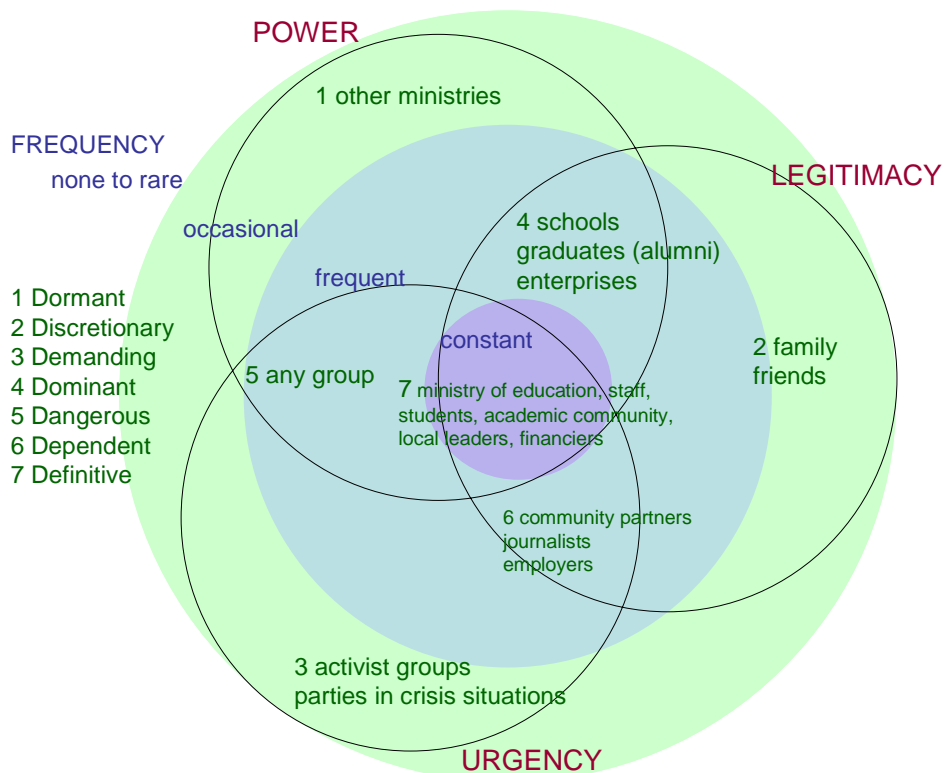 POWER
1 other ministries
FREQUENCY
none to rare
LEGITIMACY
occasional
4 schools
graduates (alumni)
enterprises
frequent
1 Dormant
2 Discretionary
3 Demanding
4 Dominant
5 Dangerous
6 Dependent
7 Definitive
constant
2 family
friends
5 any group
7 ministry of education, staff,
students, academic community,
local leaders, financiers
6 community partners
journalists
employers
3 activist groups
parties in crisis situations
URGENCY